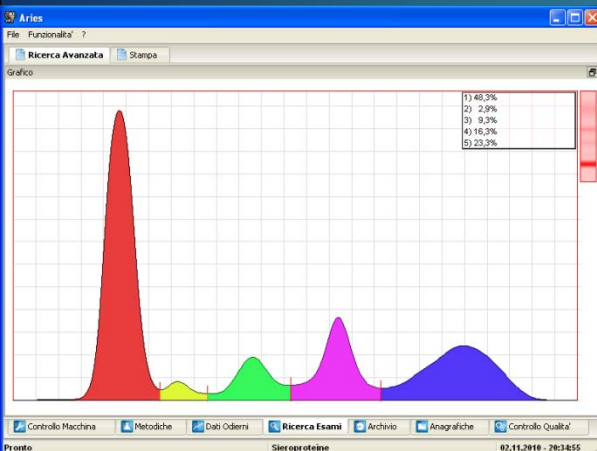 Aries
File Funzionalita' ?
Ricerca Avanzata Stampa
Grafico
1) 48,3%
2) 2,9%
3) 9,3%
4) 16,3%
5) 23,3%
Controllo Macchina Metodiche Dati Odierni Ricerca Esami Archivio Anagrafiche Controllo Qualita'
Pronto Sieroproteine 02.11.2010 - 20:34:55